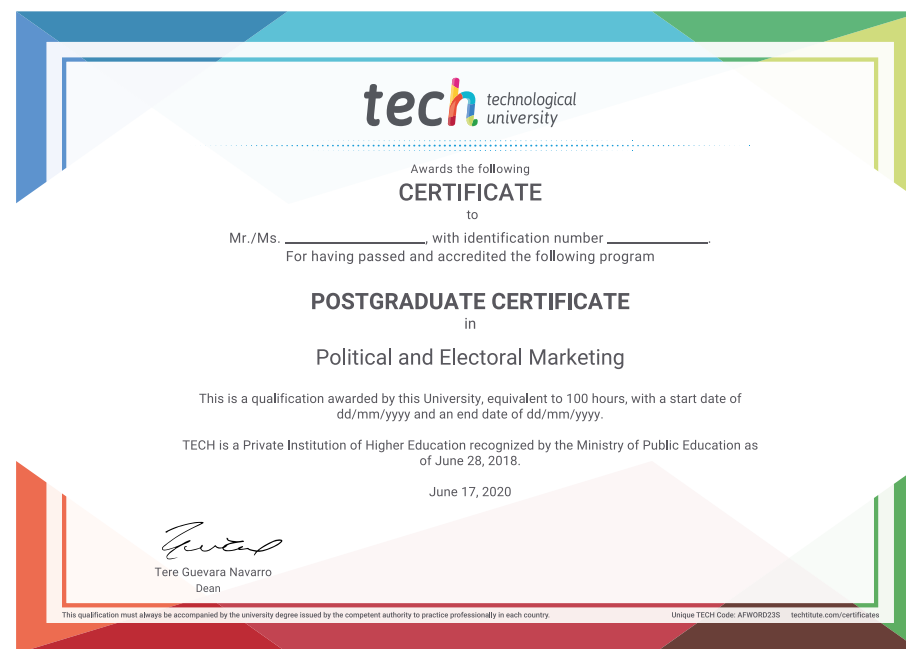 tech technological
university
Awards the following
CERTIFICATE
to
Mr./Ms. ____________________, with identification number ______________.
For having passed and accredited the following program
POSTGRADUATE CERTIFICATE
in
Political and Electoral Marketing
This is a qualification awarded by this University, equivalent to 100 hours, with a start date of
dd/mm/yyyy and an end date of dd/mm/yyyy.
TECH is a Private Institution of Higher Education recognized by the Ministry of Public Education as
of June 28, 2018.
June 17, 2020
Tere Guevara Navarro
Dean
This qualification must always be accompanied by the university degree issued by the competent authority to practice professionally in each country. Unique TECH Code: AFWORD23S techtitute.com/certificates